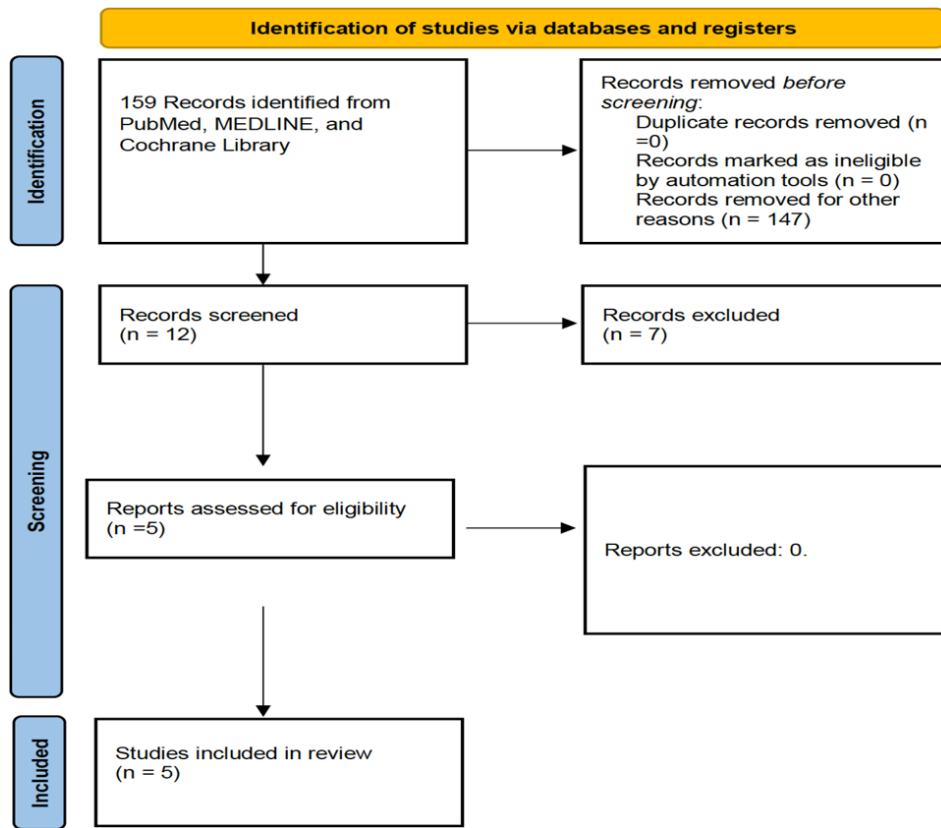 Identification of studies via databases and registers
Identification
159 Records identified from
PubMed, MEDLINE, and
Cochrane Library
Records removed before
screening:
Duplicate records removed (n
=0)
Records marked as ineligible
by automation tools (n = 0)
Records removed for other
reasons (n = 147)
Screening
Records screened
(n = 12)
Records excluded
(n = 7)
Reports assessed for eligibility
(n =5)
Reports excluded: 0.
Included
Studies included in review
(n = 5)